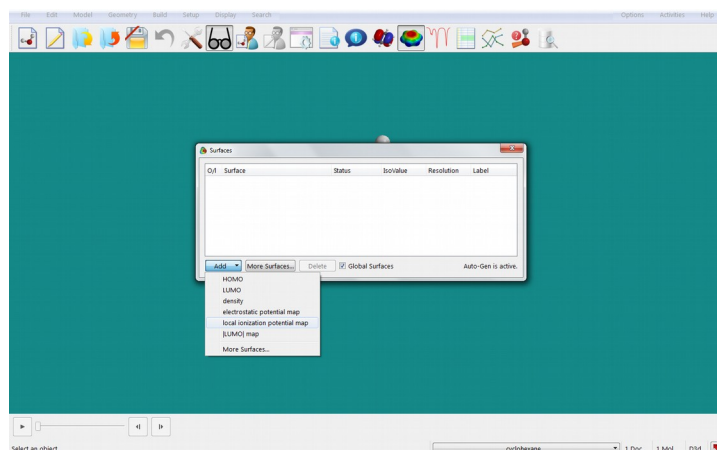 File Edit Model Geometry Build Setup Display Search Options Activities Help
Surfaces
O/I Surface Status IsoValue Resolution Label
Add More Surfaces... Delete Global Surfaces Auto-Gen is active.
HOMO
LUMO
density
electrostatic potential map
local ionization potential map
|LUMO| map
More Surfaces...
Select an object cyclohexane 1 Doc 1 Mol D3d